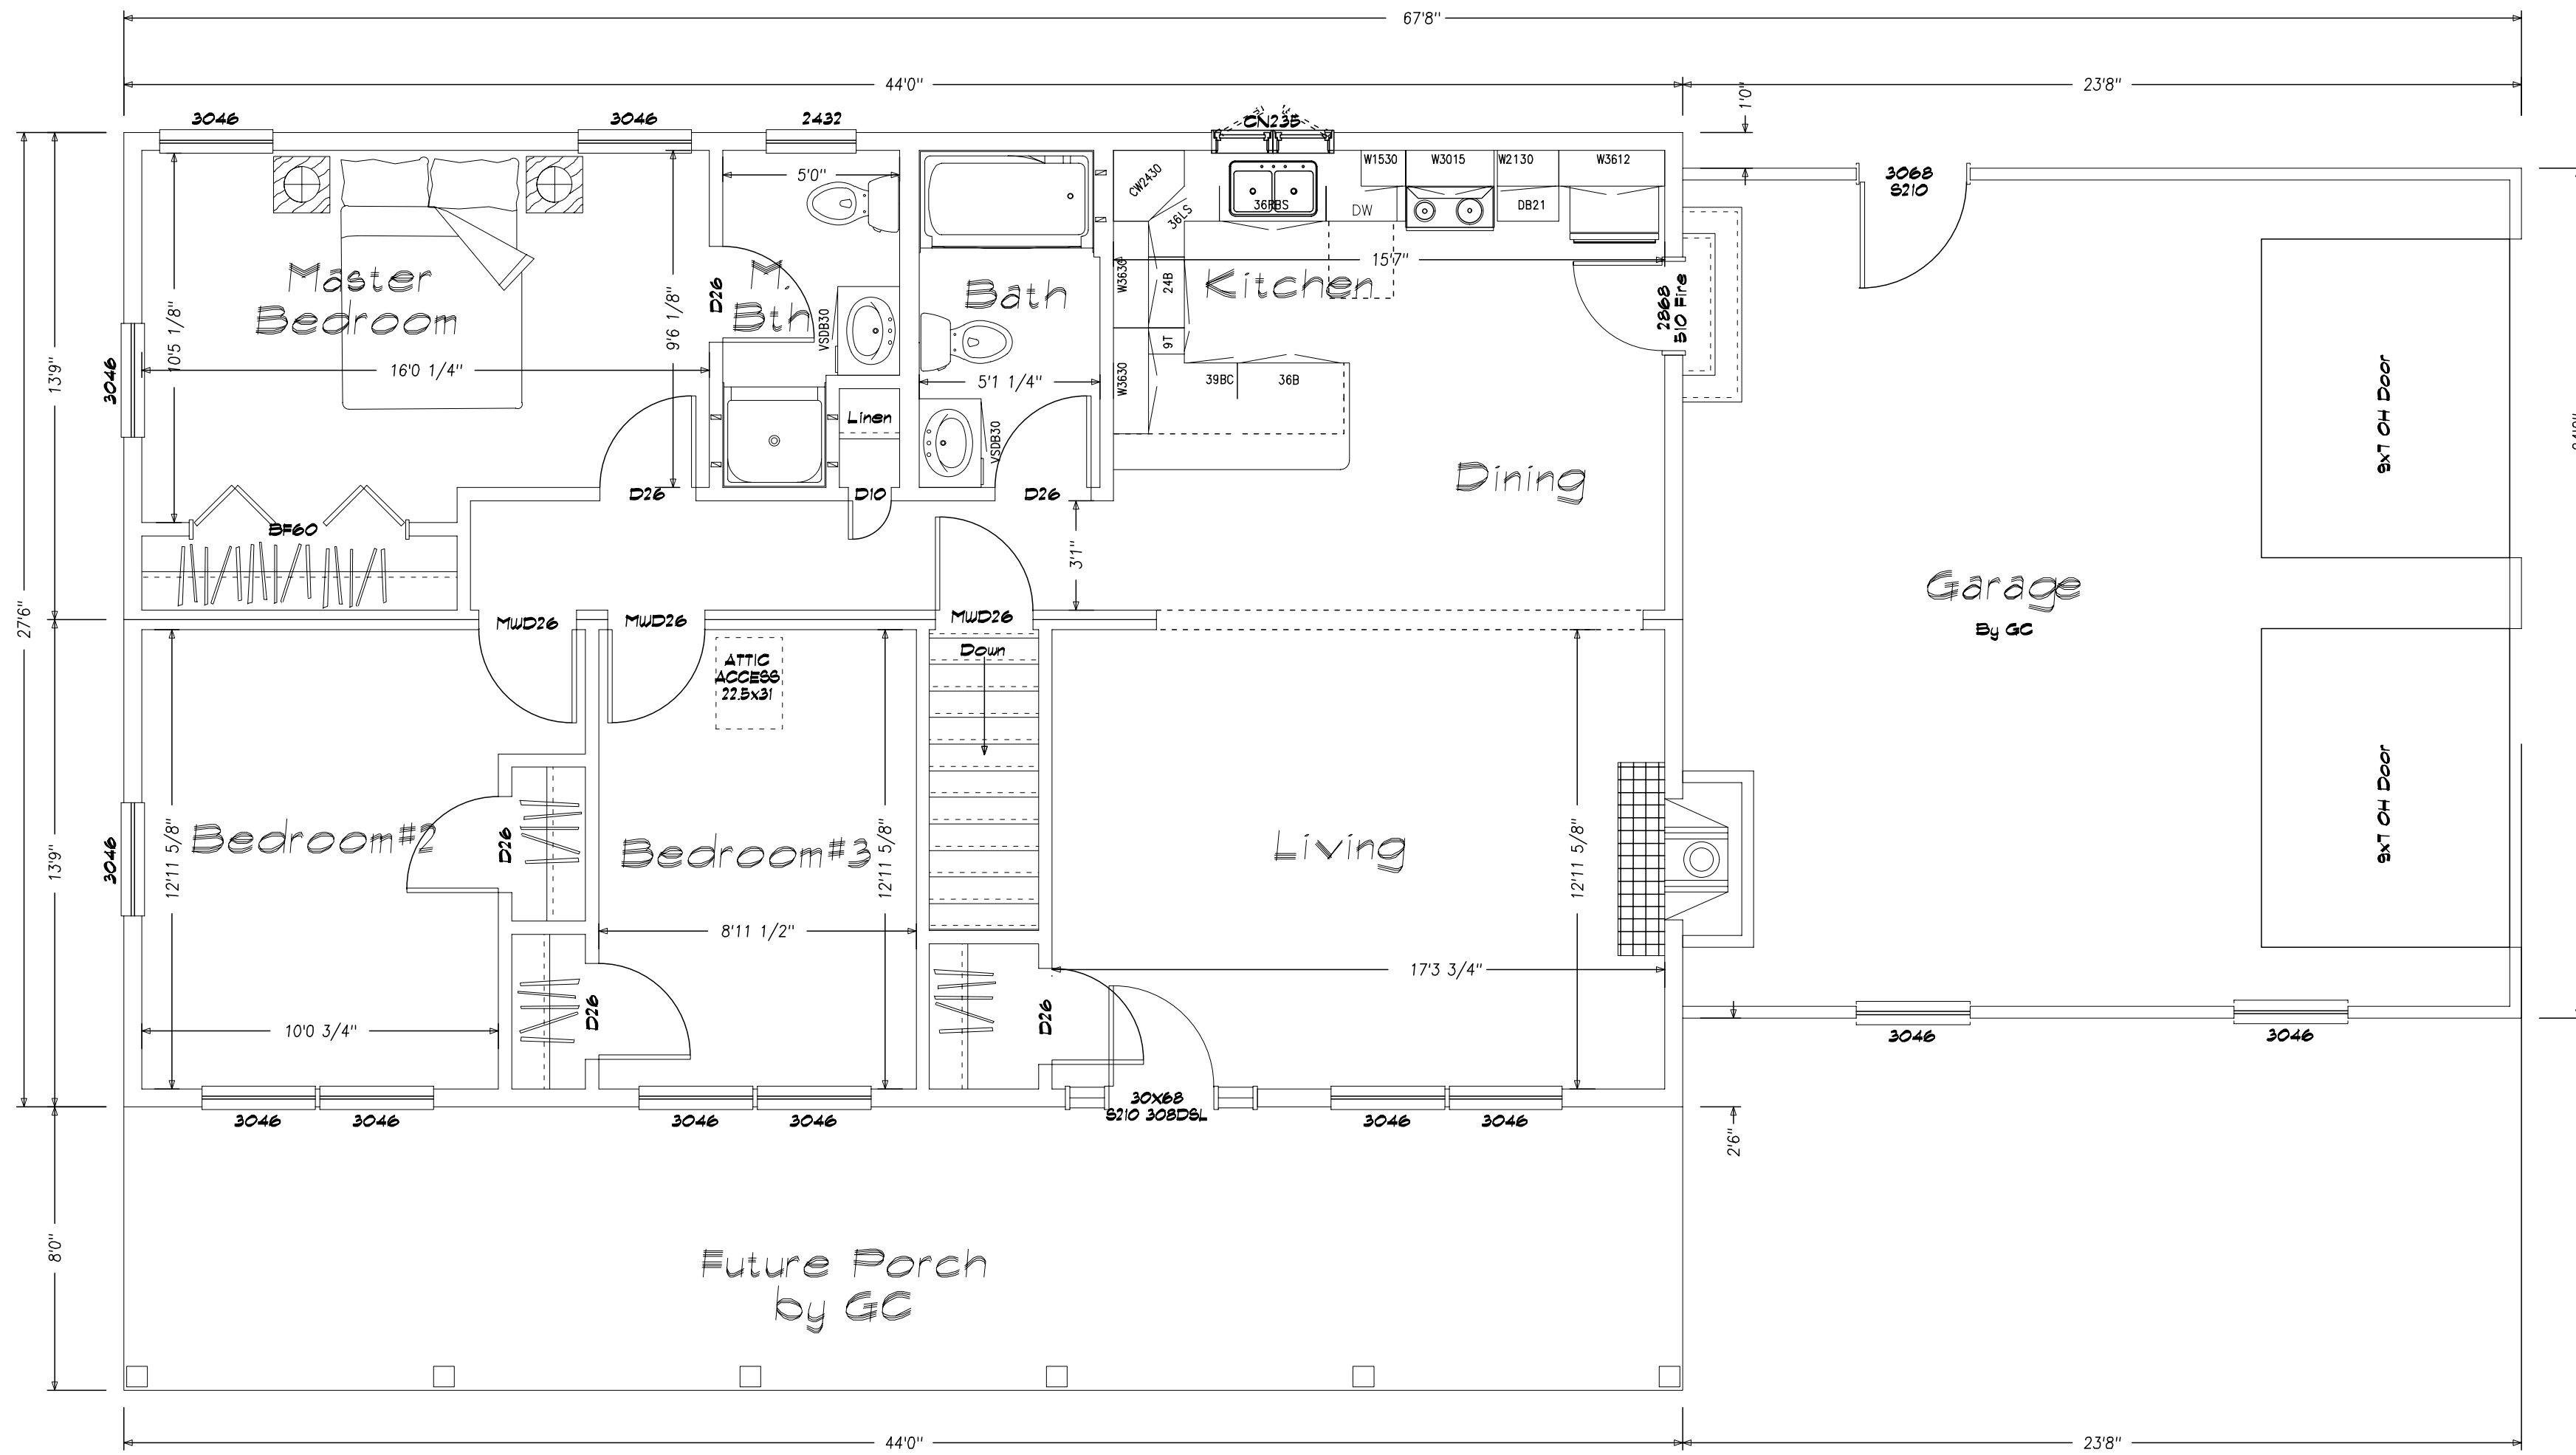 67'8"
44'0"
23'8"
1'0"
3046
3046
2432
CN235
3068
S210
5'0"
CW2430
36LS
36RBS
DW
W1530
W3015
W2130
W3612
DB21
Master
Bedroom
10'5 1/8"
16'0 1/4"
9'6 1/8"
D26
M.
Bth
VSDB30
Linen
Bath
5'1 1/4"
VSDB30
W3630
24B
9T
W3630
39BC
36B
Kitchen
15'7"
2868
S10 Fire
Dining
9x7 OH Door
3046
13'9"
27'6"
BF60
D26
D10
D26
3'1"
MWD26
MWD26
MWD26
Down
ATTIC
ACCESS
22.5x31
Garage
By GC
3046
13'9"
12'11 5/8"
Bedroom#2
D26
Bedroom#3
12'11 5/8"
Living
12'11 5/8"
9x7 OH Door
8'11 1/2"
17'3 3/4"
10'0 3/4"
D26
D26
3046
3046
3046
3046
3046
3046
30X68
S210 308DSL
3046
3046
2'6"
8'0"
Future Porch
by GC
44'0"
23'8"